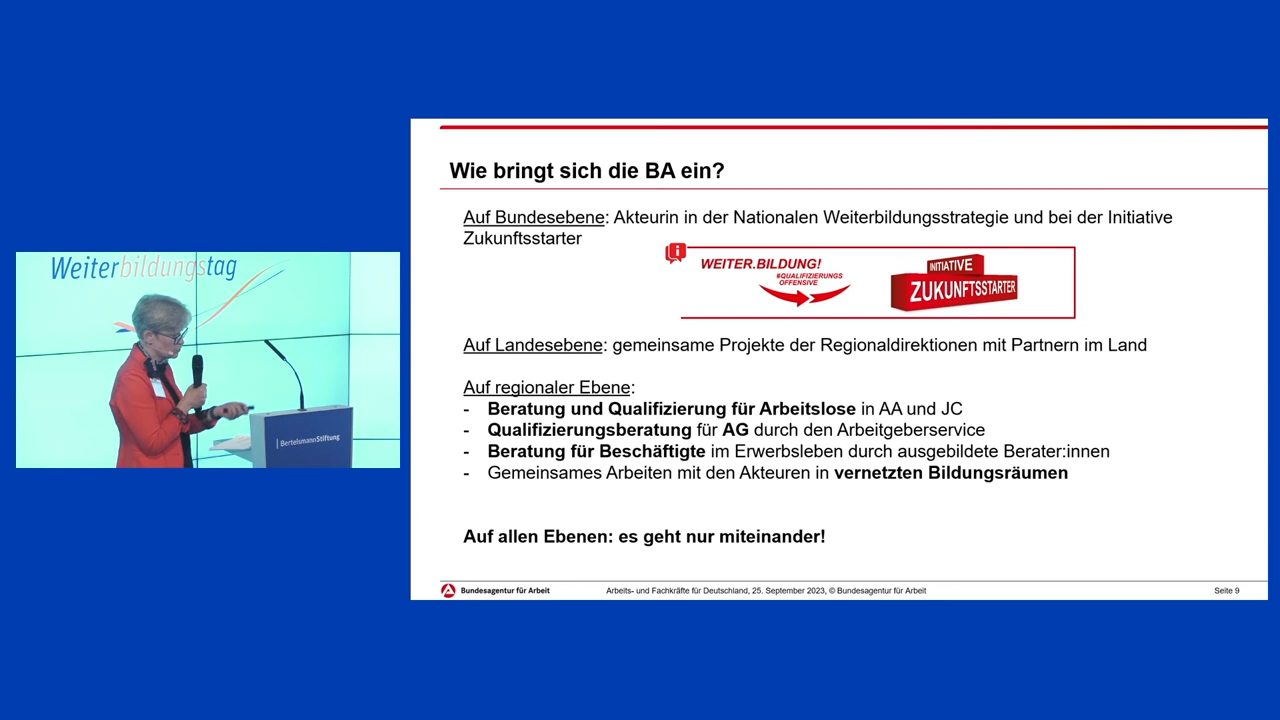 Weiterbildungstag
BertelsmannStiftung
Wie bringt sich die BA ein?
Auf Bundesebene: Akteurin in der Nationalen Weiterbildungsstrategie und bei der Initiative
Zukunftsstarter
WEITER.BILDUNG!
#QUALIFIZIERUNGS
OFFENSIVE
INITIATIVE
ZUKUNFTSSTARTER
Auf Landesebene: gemeinsame Projekte der Regionaldirektionen mit Partnern im Land
Auf regionaler Ebene:
- Beratung und Qualifizierung für Arbeitslose in AA und JC
- Qualifizierungsberatung für AG durch den Arbeitgeberservice
- Beratung für Beschäftigte im Erwerbsleben durch ausgebildete Berater:innen
- Gemeinsames Arbeiten mit den Akteuren in vernetzten Bildungsräumen
Auf allen Ebenen: es geht nur miteinander!
Bundesagentur für Arbeit
Arbeits- und Fachkräfte für Deutschland, 25. September 2023, © Bundesagentur für Arbeit
Seite 9